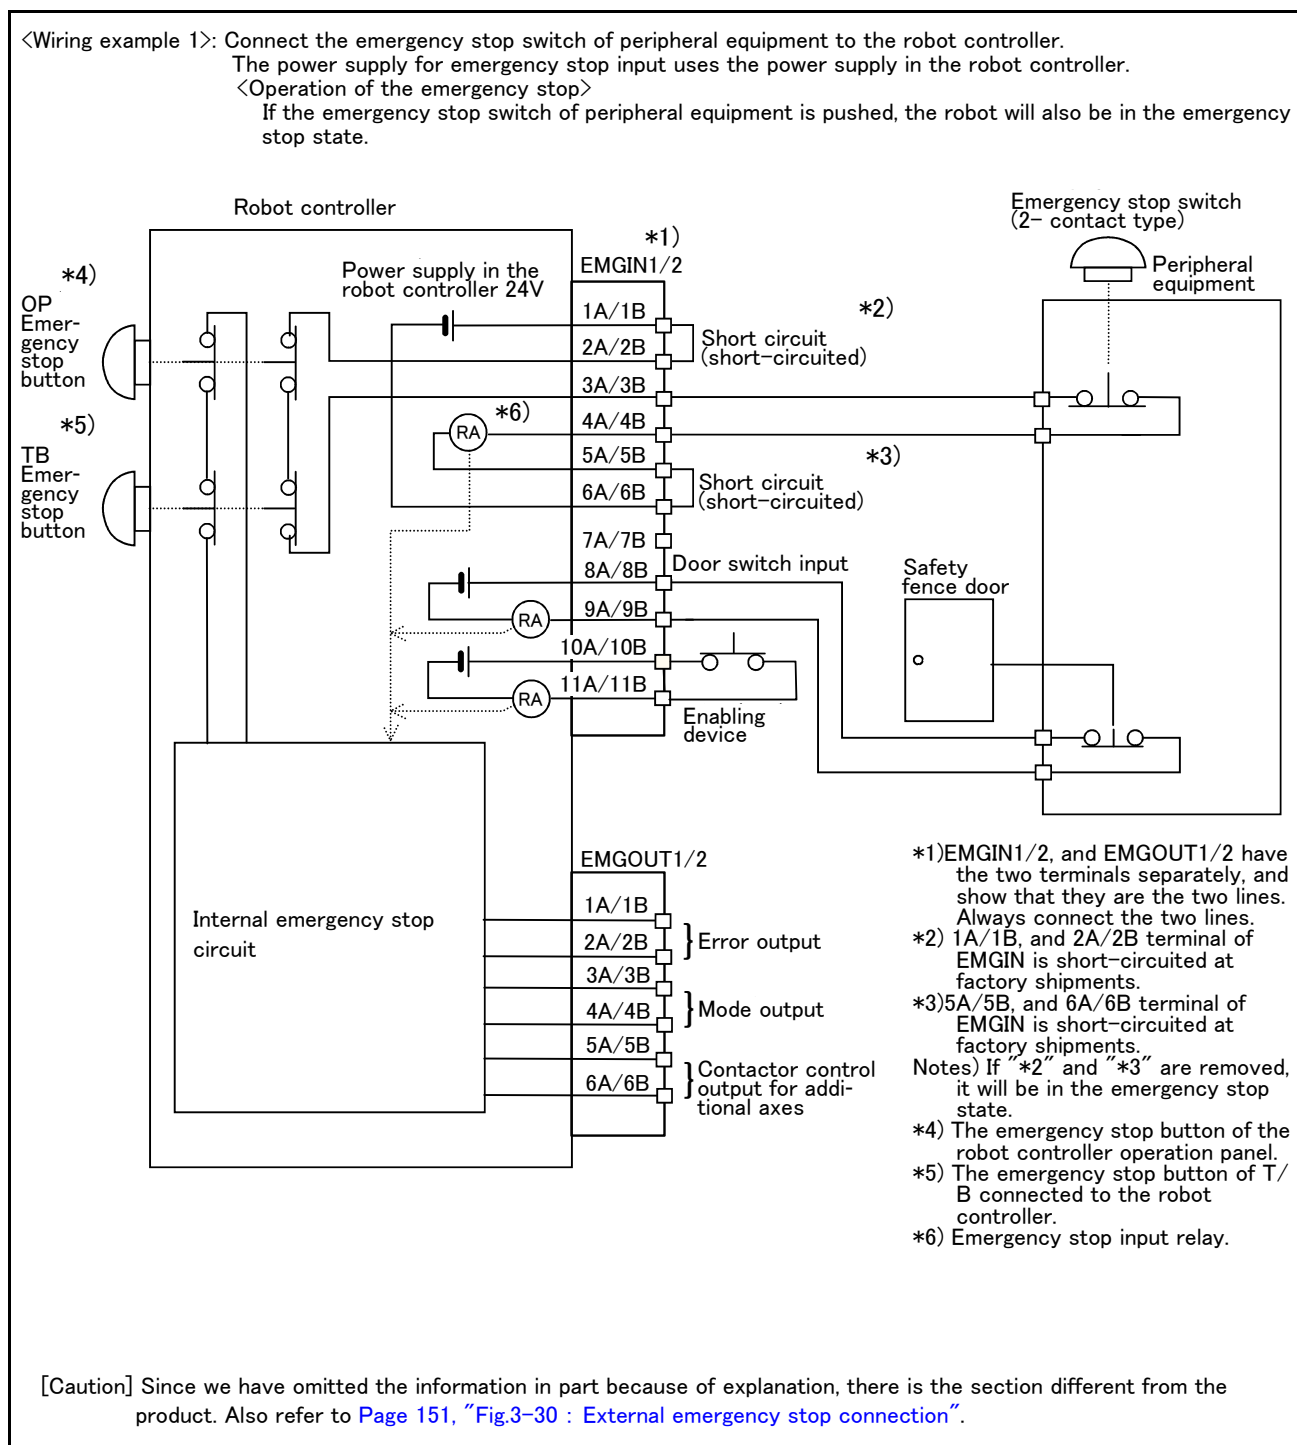 <Wiring example 1>: Connect the emergency stop switch of peripheral equipment to the robot controller.
The power supply for emergency stop input uses the power supply in the robot controller.
<Operation of the emergency stop>
If the emergency stop switch of peripheral equipment is pushed, the robot will also be in the emergency
stop state.
Robot controller
Emergency stop switch
(2- contact type)
Peripheral
equipment
*1)
EMGIN1/2
Power supply in the
robot controller 24V
*4)
OP
Emer-
gency
stop
button
*5)
TB
Emer-
gency
stop
button
1A/1B
2A/2B
3A/3B
4A/4B
5A/5B
6A/6B
7A/7B
8A/8B
9A/9B
10A/10B
11A/11B
*2)
Short circuit
(short-circuited)
*6)
RA
*3)
Short circuit
(short-circuited)
Door switch input
Safety
fence door
RA
RA
Enabling
device
Internal emergency stop
circuit
EMGOUT1/2
1A/1B
2A/2B
3A/3B
4A/4B
5A/5B
6A/6B
Error output
Mode output
Contactor control
output for addi-
tional axes
*1)EMGIN1/2, and EMGOUT1/2 have
the two terminals separately, and
show that they are the two lines.
Always connect the two lines.
*2) 1A/1B, and 2A/2B terminal of
EMGIN is short-circuited at
factory shipments.
*3)5A/5B, and 6A/6B terminal of
EMGIN is short-circuited at
factory shipments.
Notes) If "*2" and "*3" are removed,
it will be in the emergency stop
state.
*4) The emergency stop button of the
robot controller operation panel.
*5) The emergency stop button of T/
B connected to the robot
controller.
*6) Emergency stop input relay.
[Caution] Since we have omitted the information in part because of explanation, there is the section different from the
product. Also refer to Page 151, "Fig.3-30 : External emergency stop connection".